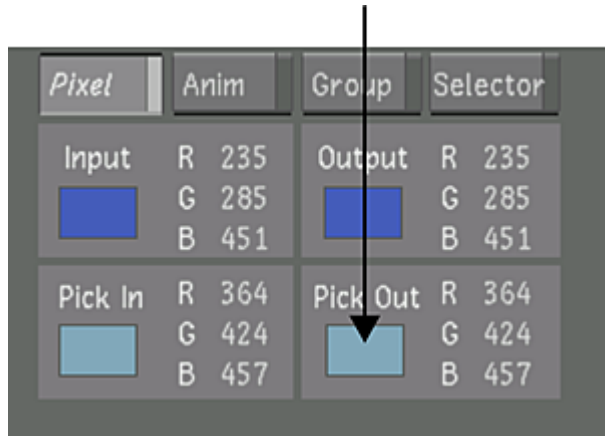 Pixel Anim Group Selector
Input R 235 Output R 235
G 285 G 285
B 451 B 451
Pick In R 364 Pick Out R 364
G 424 G 424
B 457 B 457